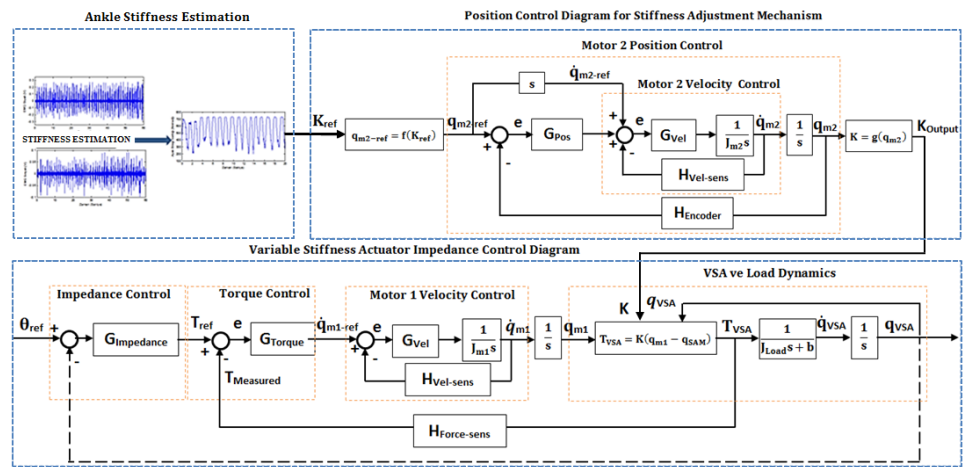 Ankle Stiffness Estimation
STIFFNESS ESTIMATION
Position Control Diagram for Stiffness Adjustment Mechanism
Motor 2 Position Control
Motor 2 Velocity Control
K_ref
q_m2-ref = f(K_ref)
q_m2-ref
s
q̇_m2-ref
+
-
e
G_Pos
+
+
-
e
G_Vel
1
J_m2 s
q̇_m2
1
s
q_m2
K = g(q_m2)
K_Output
H_Vel-sens
H_Encoder
Variable Stiffness Actuator Impedance Control Diagram
Impedance Control
Torque Control
Motor 1 Velocity Control
VSA ve Load Dynamics
θ_ref
+
-
G_Impedance
T_ref
+
-
e
G_Torque
T_Measured
q̇_m1-ref
+
-
e
G_Vel
1
J_m1 s
q̇_m1
1
s
q_m1
H_Vel-sens
K
q_VSA
T_VSA = K(q_m1 − q_SAM)
T_VSA
1
J_Load s + b
q̇_VSA
1
s
q_VSA
H_Force-sens